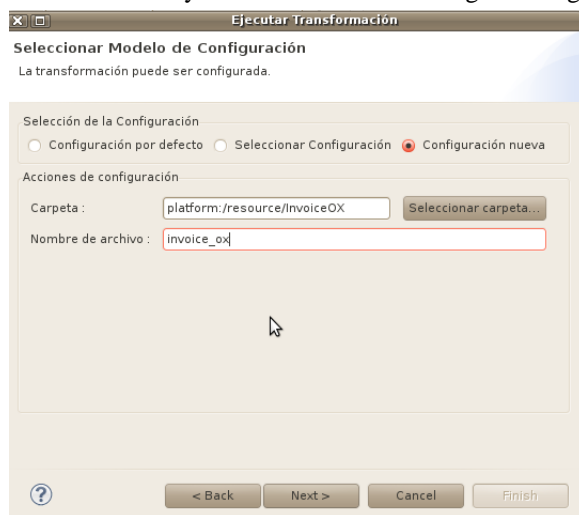 Ejecutar Transformación
Seleccionar Modelo de Configuración
La transformación puede ser configurada.
Selección de la Configuración
Configuración por defecto Seleccionar Configuración Configuración nueva
Acciones de configuración
Carpeta : platform:/resource/InvoiceOX Seleccionar carpeta...
Nombre de archivo : invoice_ox
? < Back Next > Cancel Finish